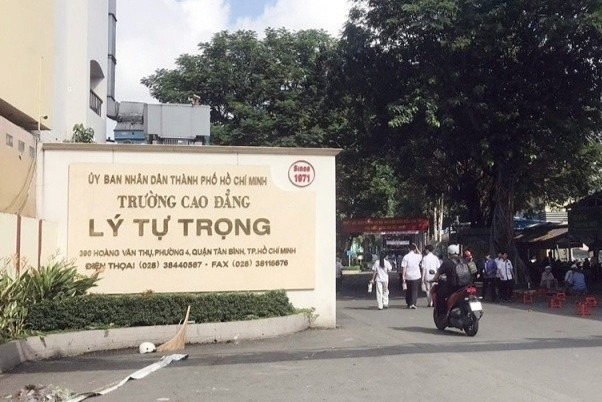 ỦY BAN NHÂN DÂN THÀNH PHỐ HỒ CHÍ MINH
Since
1971
TRƯỜNG CAO ĐẲNG
LÝ TỰ TRỌNG
390 HOÀNG VĂN THỤ, PHƯỜNG 4, QUẬN TÂN BÌNH, TP.HỒ CHÍ MINH
ĐIỆN THOẠI: (028) 38440567 - FAX (028) 38118676